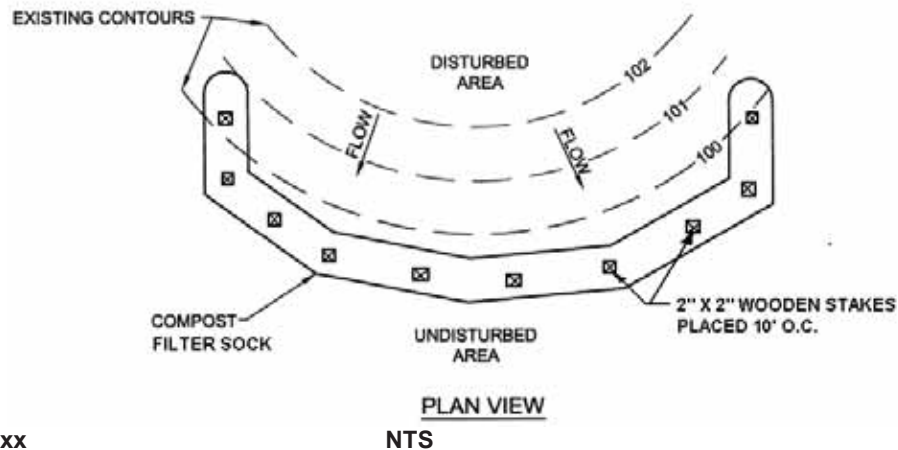 EXISTING CONTOURS
DISTURBED
AREA
102
101
100
FLOW
FLOW
2" X 2" WOODEN STAKES
PLACED 10' O.C.
COMPOST
FILTER SOCK
UNDISTURBED
AREA
PLAN VIEW
xx
NTS